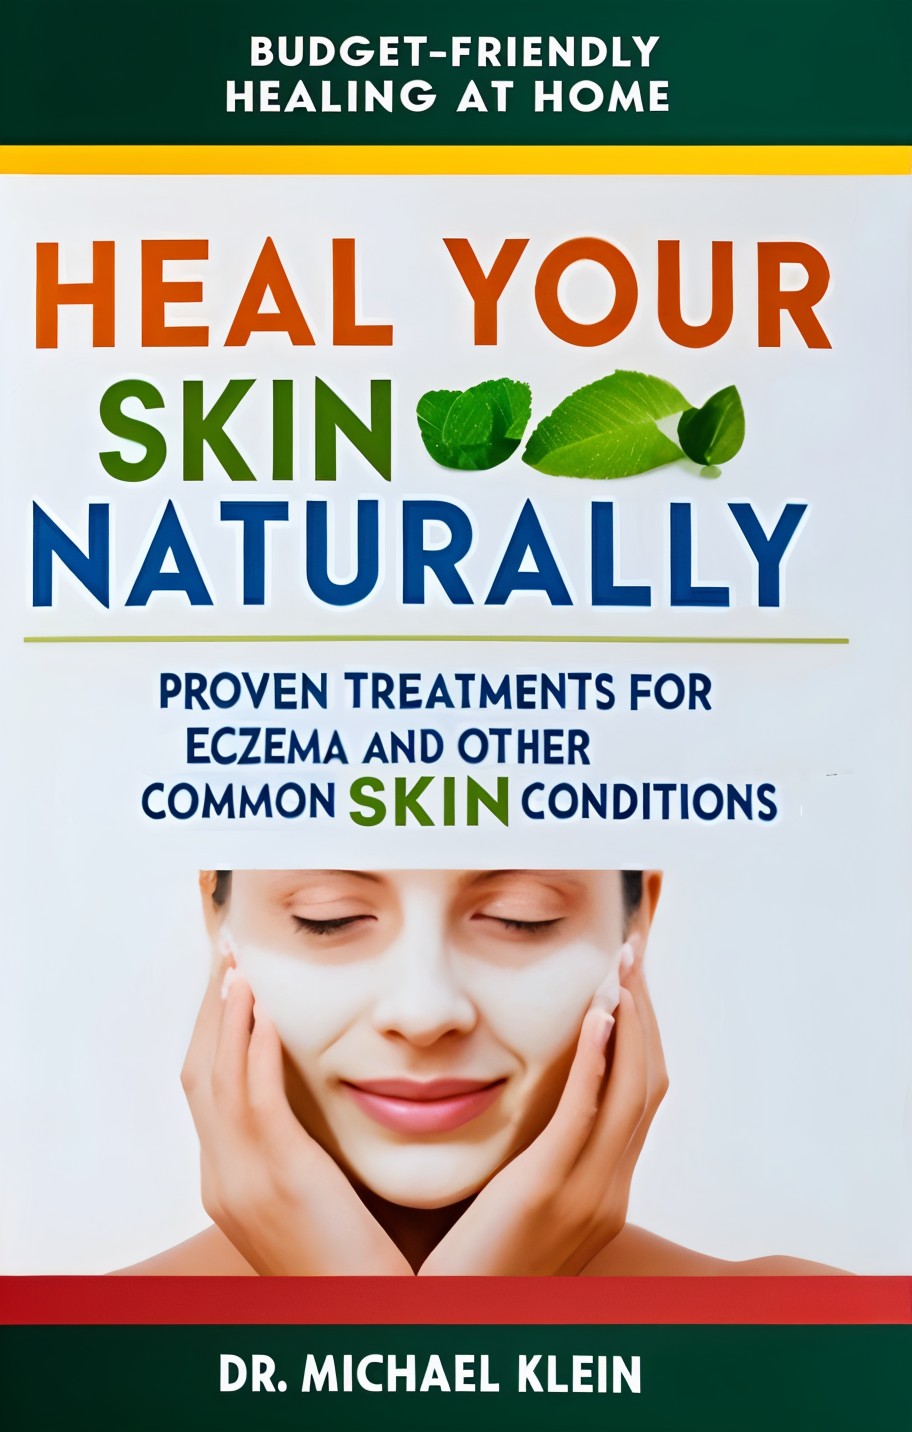 BUDGET-FRIENDLY
HEALING AT HOME
HEAL YOUR
SKIN
NATURALLY
PROVEN TREATMENTS FOR
ECZEMA AND OTHER
COMMON SKIN CONDITIONS
DR. MICHAEL KLEIN